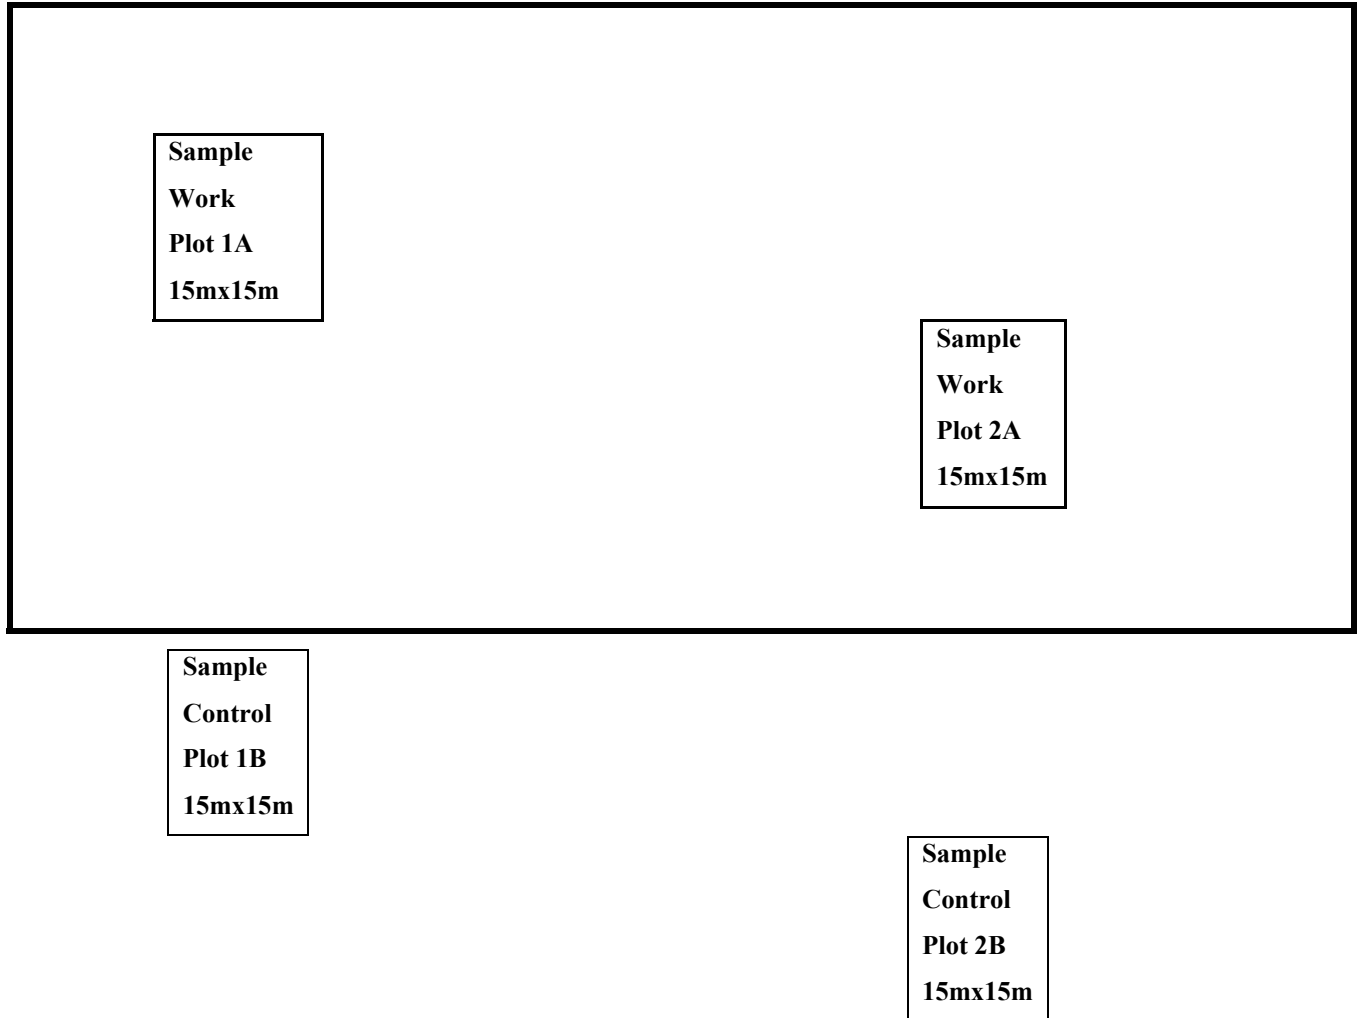 Sample
Work
Plot 1A
15mx15m
Sample
Work
Plot 2A
15mx15m
Sample
Control
Plot 1B
15mx15m
Sample
Control
Plot 2B
15mx15m